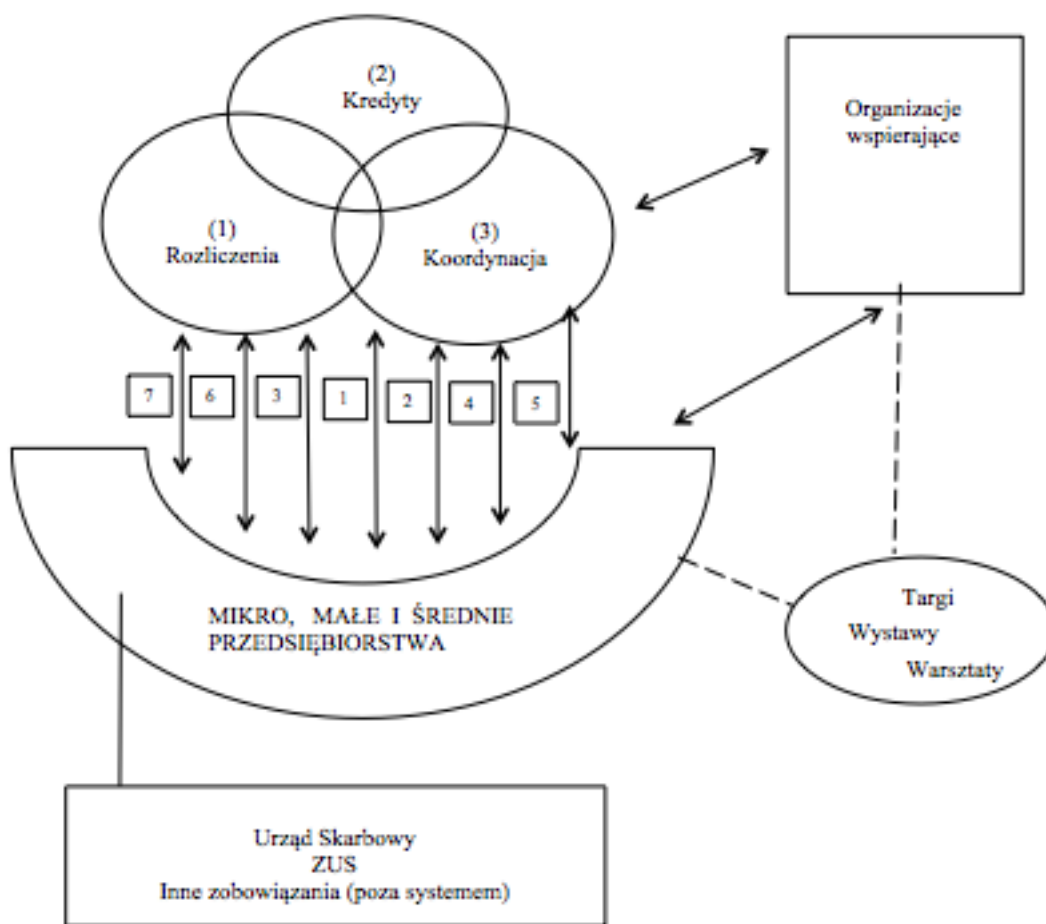 (2)
Kredyty
Organizacje
wspierające
(1)
Rozliczenia
(3)
Koordynacja
7
6
3
1
2
4
5
MIKRO, MAŁE I ŚREDNIE
PRZEDSIĘBIORSTWA
Targi
Wystawy
Warsztaty
Urząd Skarbowy
ZUS
Inne zobowiązania (poza systemem)